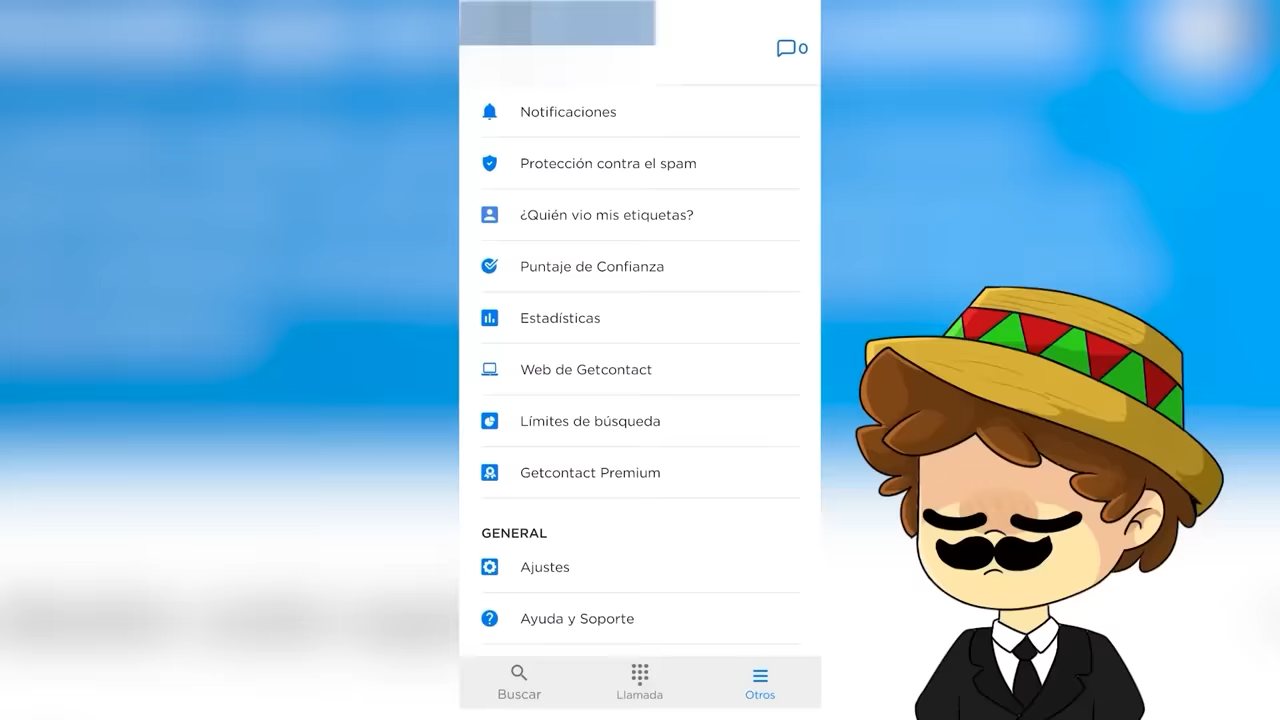 0
Notificaciones
Protección contra el spam
¿Quién vio mis etiquetas?
Puntaje de Confianza
Estadísticas
Web de Getcontact
Límites de búsqueda
Getcontact Premium
GENERAL
Ajustes
Ayuda y Soporte
Buscar
Llamada
Otros